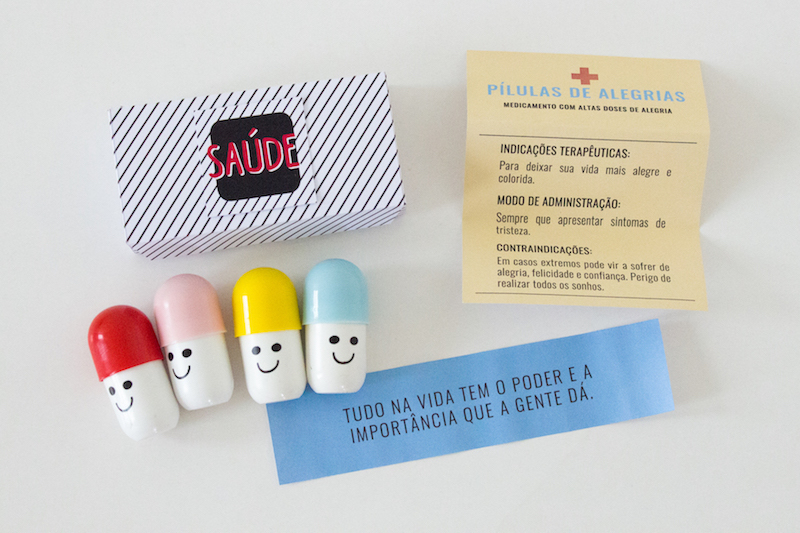 SAÚDE
PÍLULAS DE ALEGRIAS
MEDICAMENTO COM ALTAS DOSES DE ALEGRIA
INDICAÇÕES TERAPÊUTICAS:
Para deixar sua vida mais alegre e
colorida.
MODO DE ADMINISTRAÇÃO:
Sempre que apresentar sintomas de
tristeza.
CONTRAINDICAÇÕES:
Em casos extremos pode vir a sofrer de
alegria, felicidade e confiança. Perigo de
realizar todos os sonhos.
TUDO NA VIDA TEM O PODER E A
IMPORTÂNCIA QUE A GENTE DÁ.